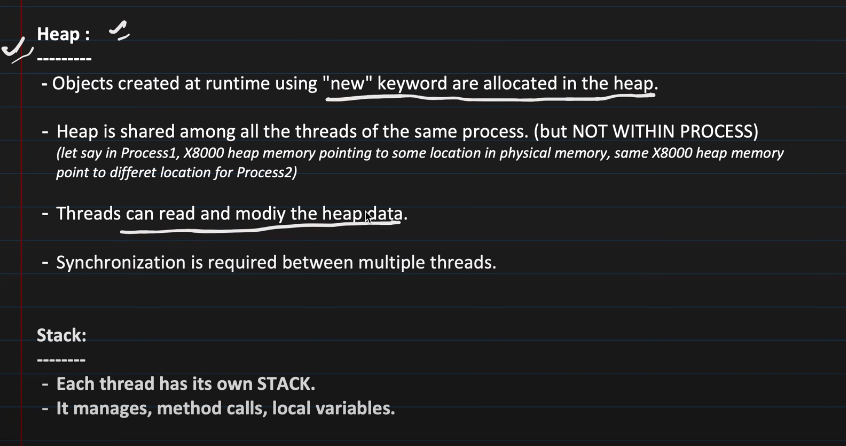 Heap :
---------
- Objects created at runtime using "new" keyword are allocated in the heap.
- Heap is shared among all the threads of the same process. (but NOT WITHIN PROCESS)
(let say in Process1, X8000 heap memory pointing to some location in physical memory, same X8000 heap memory
point to differet location for Process2)
- Threads can read and modiy the heap data.
- Synchronization is required between multiple threads.
Stack:
--------
- Each thread has its own STACK.
- It manages, method calls, local variables.